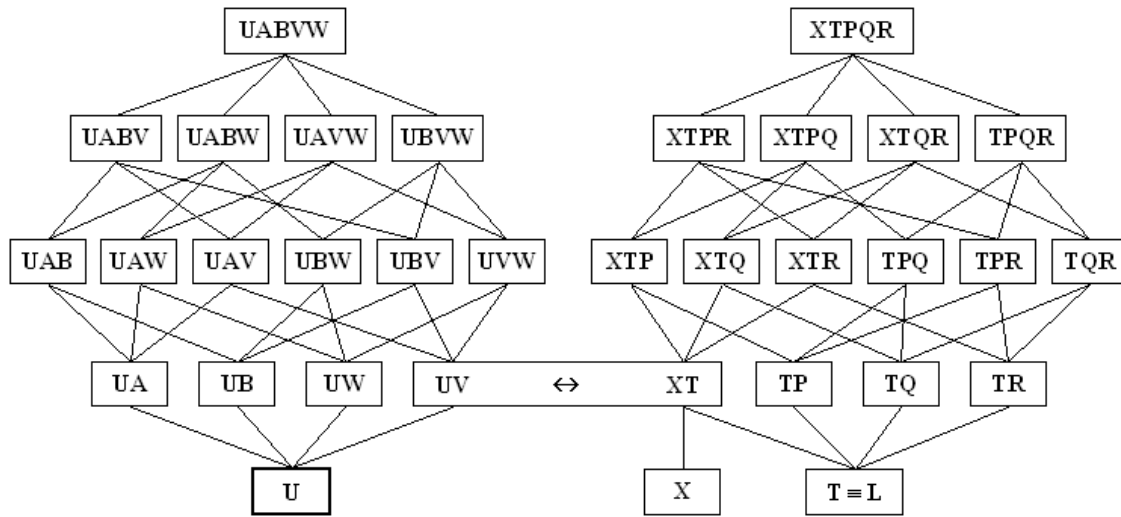 UABVW XTPQR
UABV UABW UAVW UBVW XTPR XTPQ XTQR TPQR
UAB UAW UAV UBW UBV UVW XTP XTQ XTR TPQ TPR TQR
UA UB UW UV ↔ XT TP TQ TR
U X T ≡ L